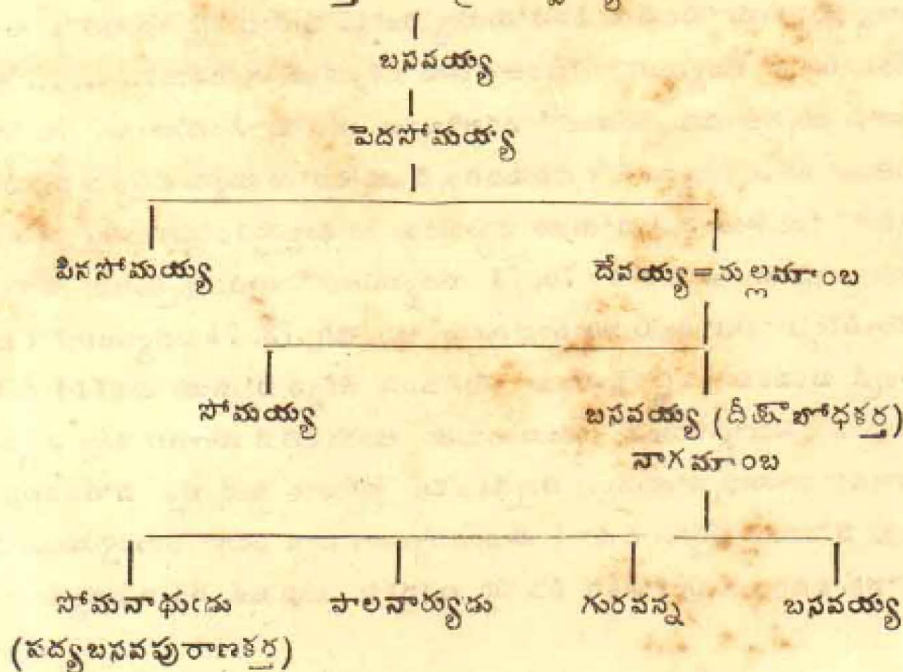 బసవయ్య
పెదసోమయ్య
పినసోమయ్య దేవయ్య=మల్లమాంబ
సోమయ్య బసవయ్య (దీక్షాబోధకర్త)
నాగమాంబ
సోమనాథుఁడు పాలనార్యుడు గురవన్న బసవయ్య
(పద్యబసవపురాణకర్త)